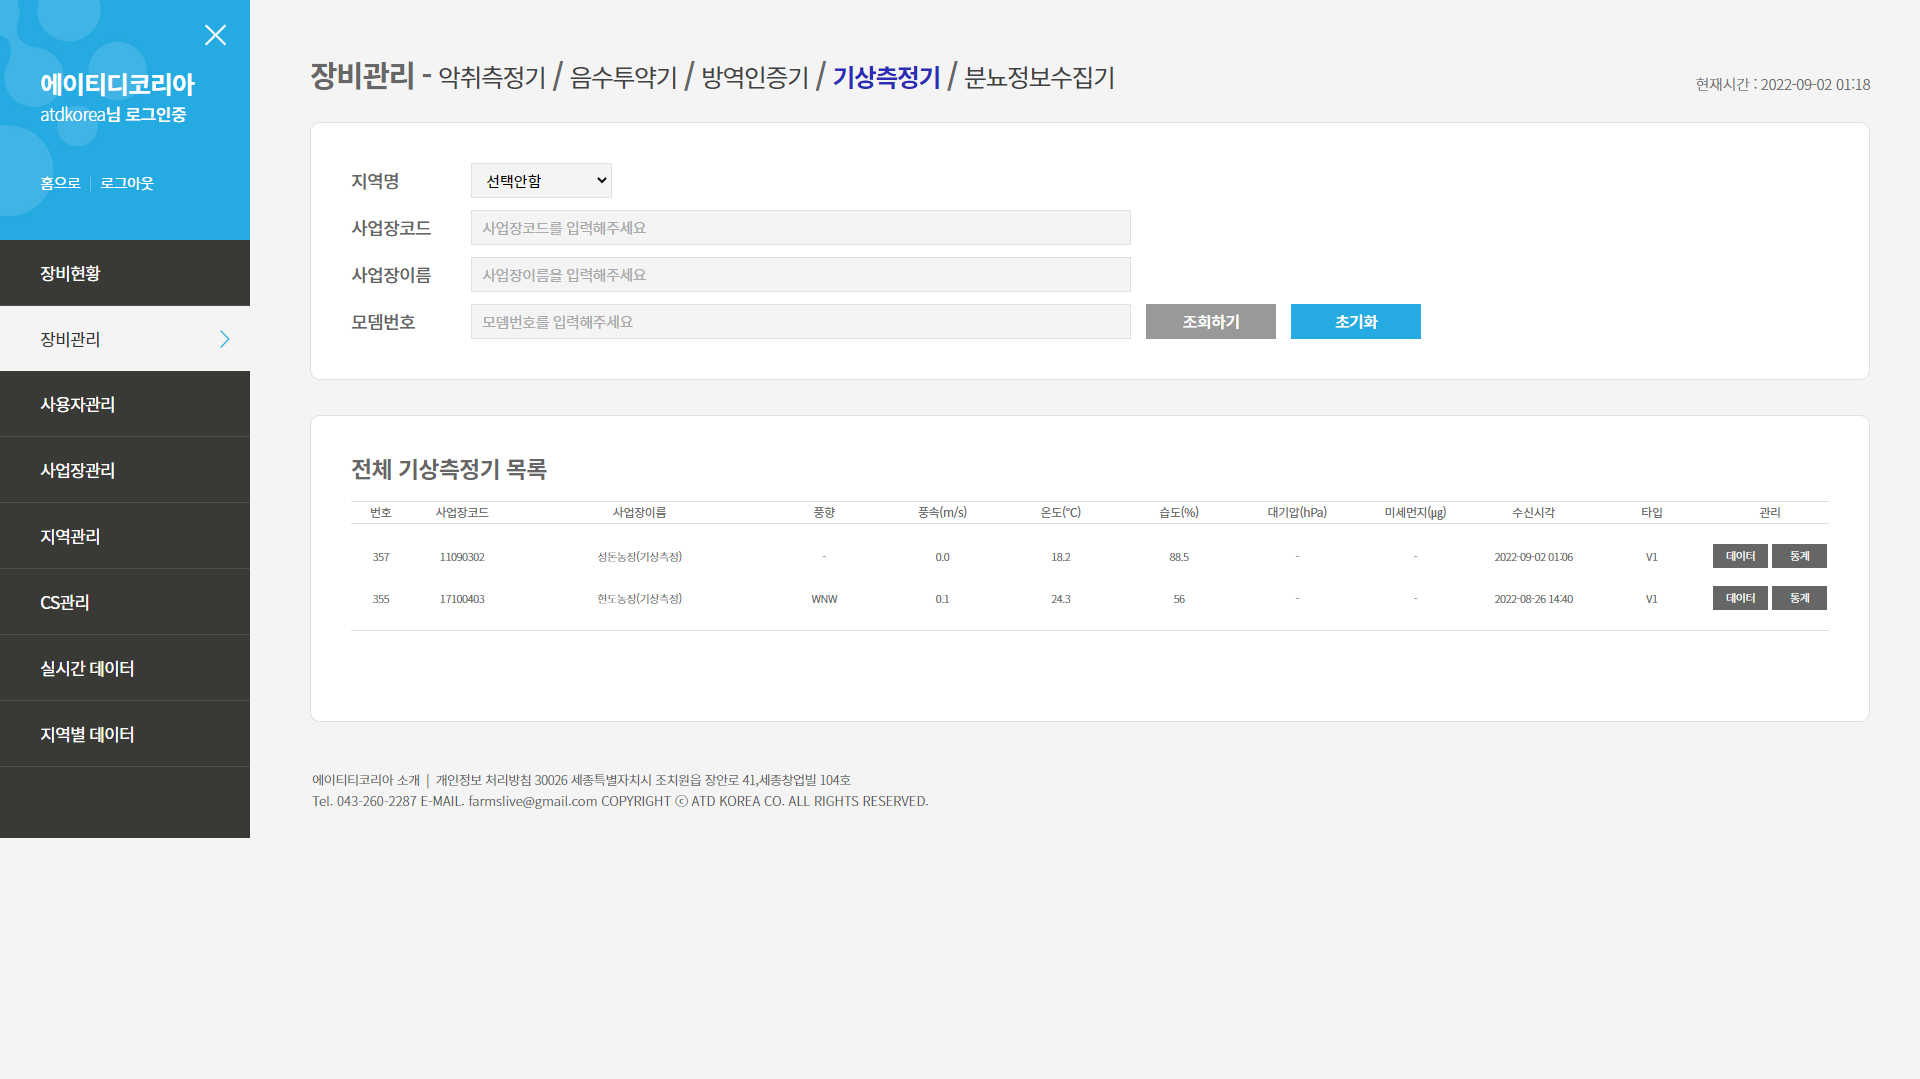 에이티디코리아
atdkorea님 로그인중
홈으로 | 로그아웃
장비현황
장비관리
사용자관리
사업장관리
지역관리
CS관리
실시간 데이터
지역별 데이터
장비관리 - 악취측정기 / 음수투약기 / 방역인증기 / 기상측정기 / 분뇨정보수집기
현재시간 : 2022-09-02 01:18
지역명 선택안함
사업장코드 사업장코드를 입력해주세요
사업장이름 사업장이름을 입력해주세요
모뎀번호 모뎀번호를 입력해주세요 조회하기 초기화
전체 기상측정기 목록
번호 사업장코드 사업장이름 풍향 풍속(m/s) 온도(℃) 습도(%) 대기압(hPa) 미세먼지(㎍) 수신시각 타입 관리
357 11090302 성돈농장(기상측정) - 0.0 18.2 88.5 - - 2022-09-02 01:06 V1 데이터 통계
355 17100403 현도농장(기상측정) WNW 0.1 24.3 56 - - 2022-08-26 14:40 V1 데이터 통계
에이티티코리아 소개 | 개인정보 처리방침 30026 세종특별자치시 조치원읍 장안로 41,세종창업빌 104호
Tel. 043-260-2287 E-MAIL. farmslive@gmail.com COPYRIGHT ⓒ ATD KOREA CO. ALL RIGHTS RESERVED.